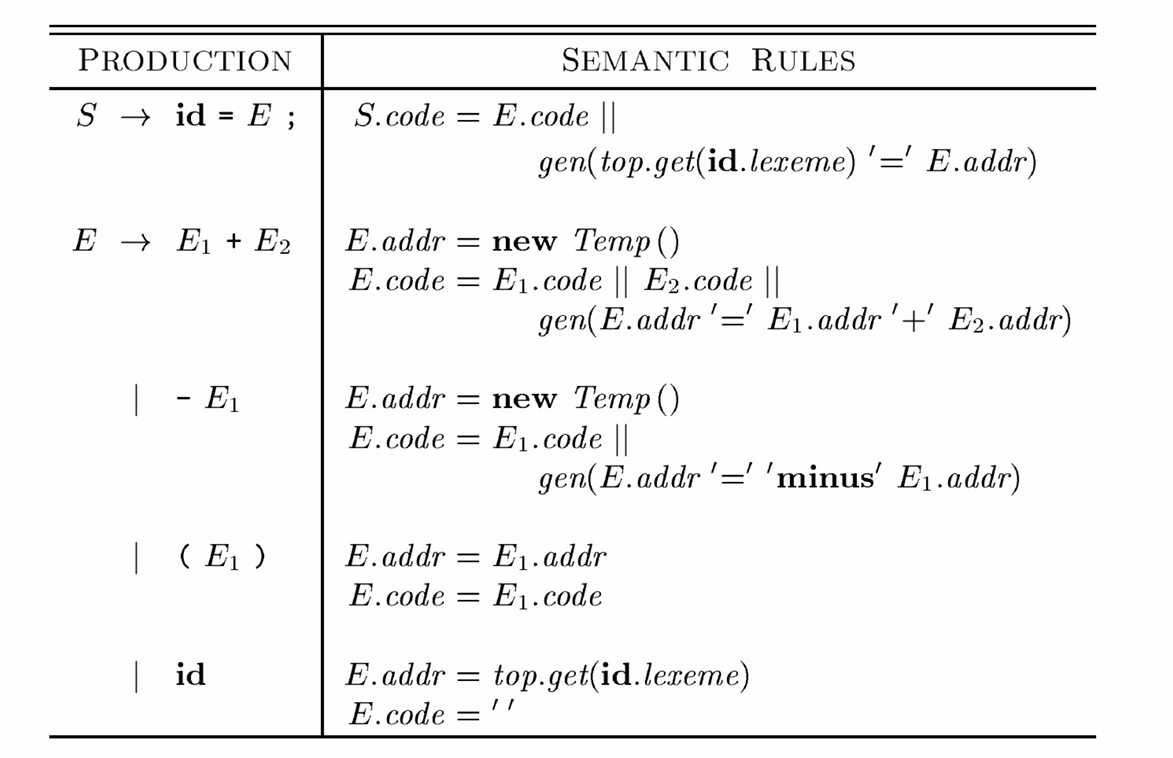 PRODUCTION SEMANTIC RULES
S → id = E ; S.code = E.code ||
gen(top.get(id.lexeme) '=' E.addr)
E → E₁ + E₂ E.addr = new Temp()
E.code = E₁.code || E₂.code ||
gen(E.addr '=' E₁.addr '+' E₂.addr)
| - E₁ E.addr = new Temp()
E.code = E₁.code ||
gen(E.addr '=' 'minus' E₁.addr)
| ( E₁ ) E.addr = E₁.addr
E.code = E₁.code
| id E.addr = top.get(id.lexeme)
E.code = ' '